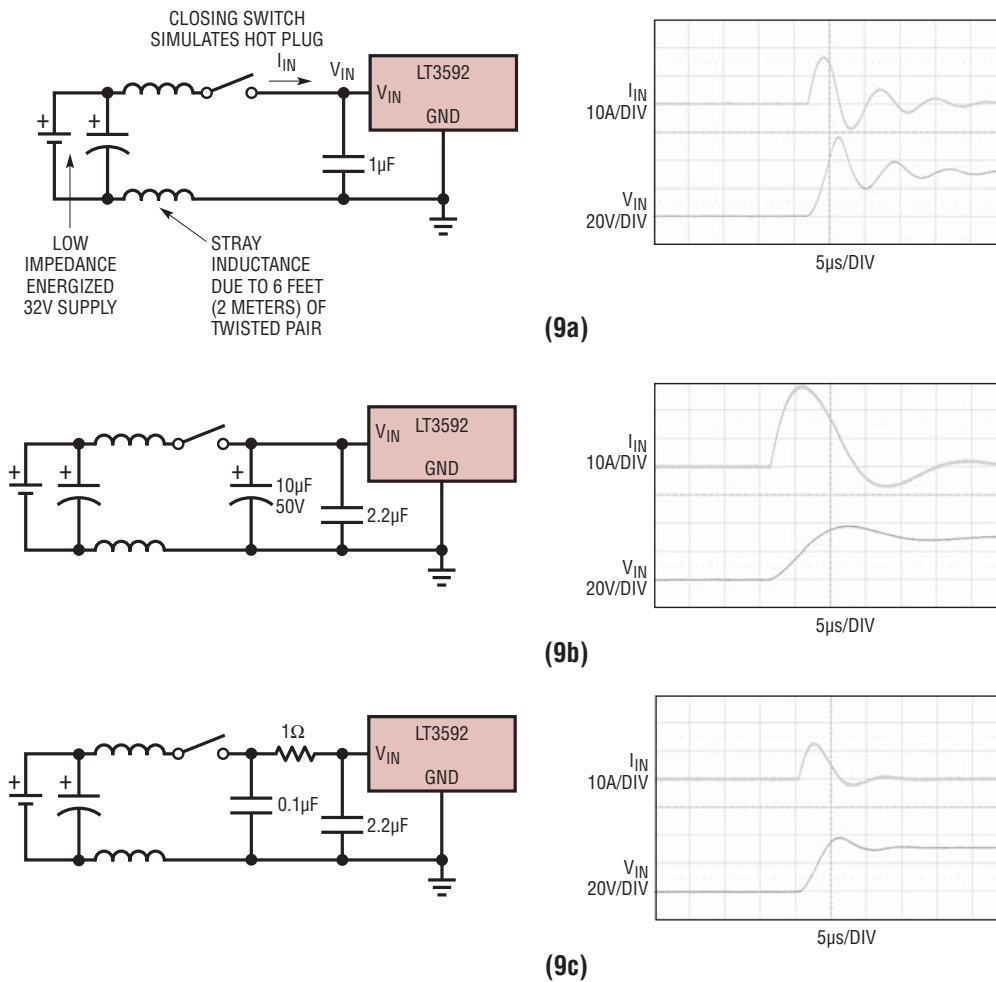 CLOSING SWITCH
SIMULATES HOT PLUG
I_IN
V_IN
LT3592
V_IN
GND
+
+
1µF
LOW
IMPEDANCE
ENERGIZED
32V SUPPLY
STRAY
INDUCTANCE
DUE TO 6 FEET
(2 METERS) OF
TWISTED PAIR
I_IN
10A/DIV
V_IN
20V/DIV
5µs/DIV
(9a)
LT3592
V_IN
GND
+
+
+
10µF
50V
2.2µF
I_IN
10A/DIV
V_IN
20V/DIV
5µs/DIV
(9b)
1Ω
LT3592
V_IN
GND
+
+
0.1µF
2.2µF
I_IN
10A/DIV
V_IN
20V/DIV
5µs/DIV
(9c)